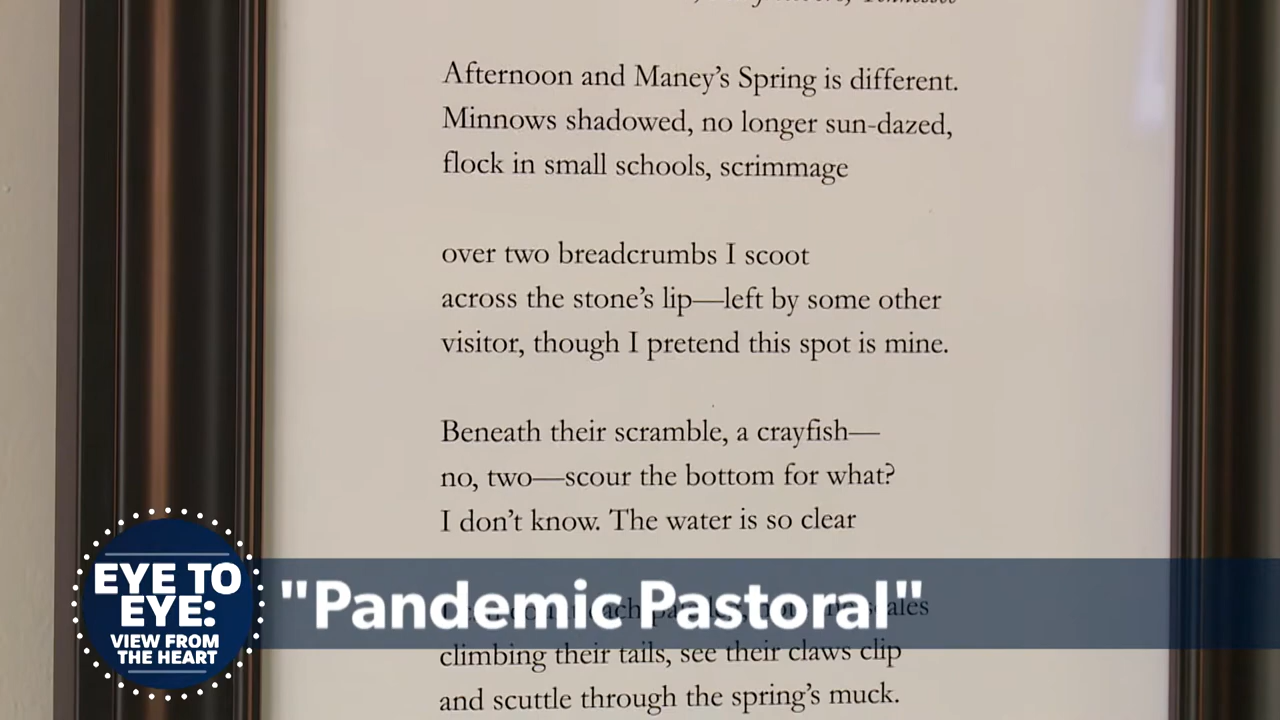 Tennessee
Afternoon and Maney's Spring is different.
Minnows shadowed, no longer sun-dazed,
flock in small schools, scrimmage
over two breadcrumbs I scoot
across the stone's lip—left by some other
visitor, though I pretend this spot is mine.
Beneath their scramble, a crayfish—
no, two—scour the bottom for what?
I don't know. The water is so clear
EYE TO
EYE:
VIEW FROM
THE HEART
"Pandemic Pastoral"
climbing their tails, see their claws clip
and scuttle through the spring's muck.